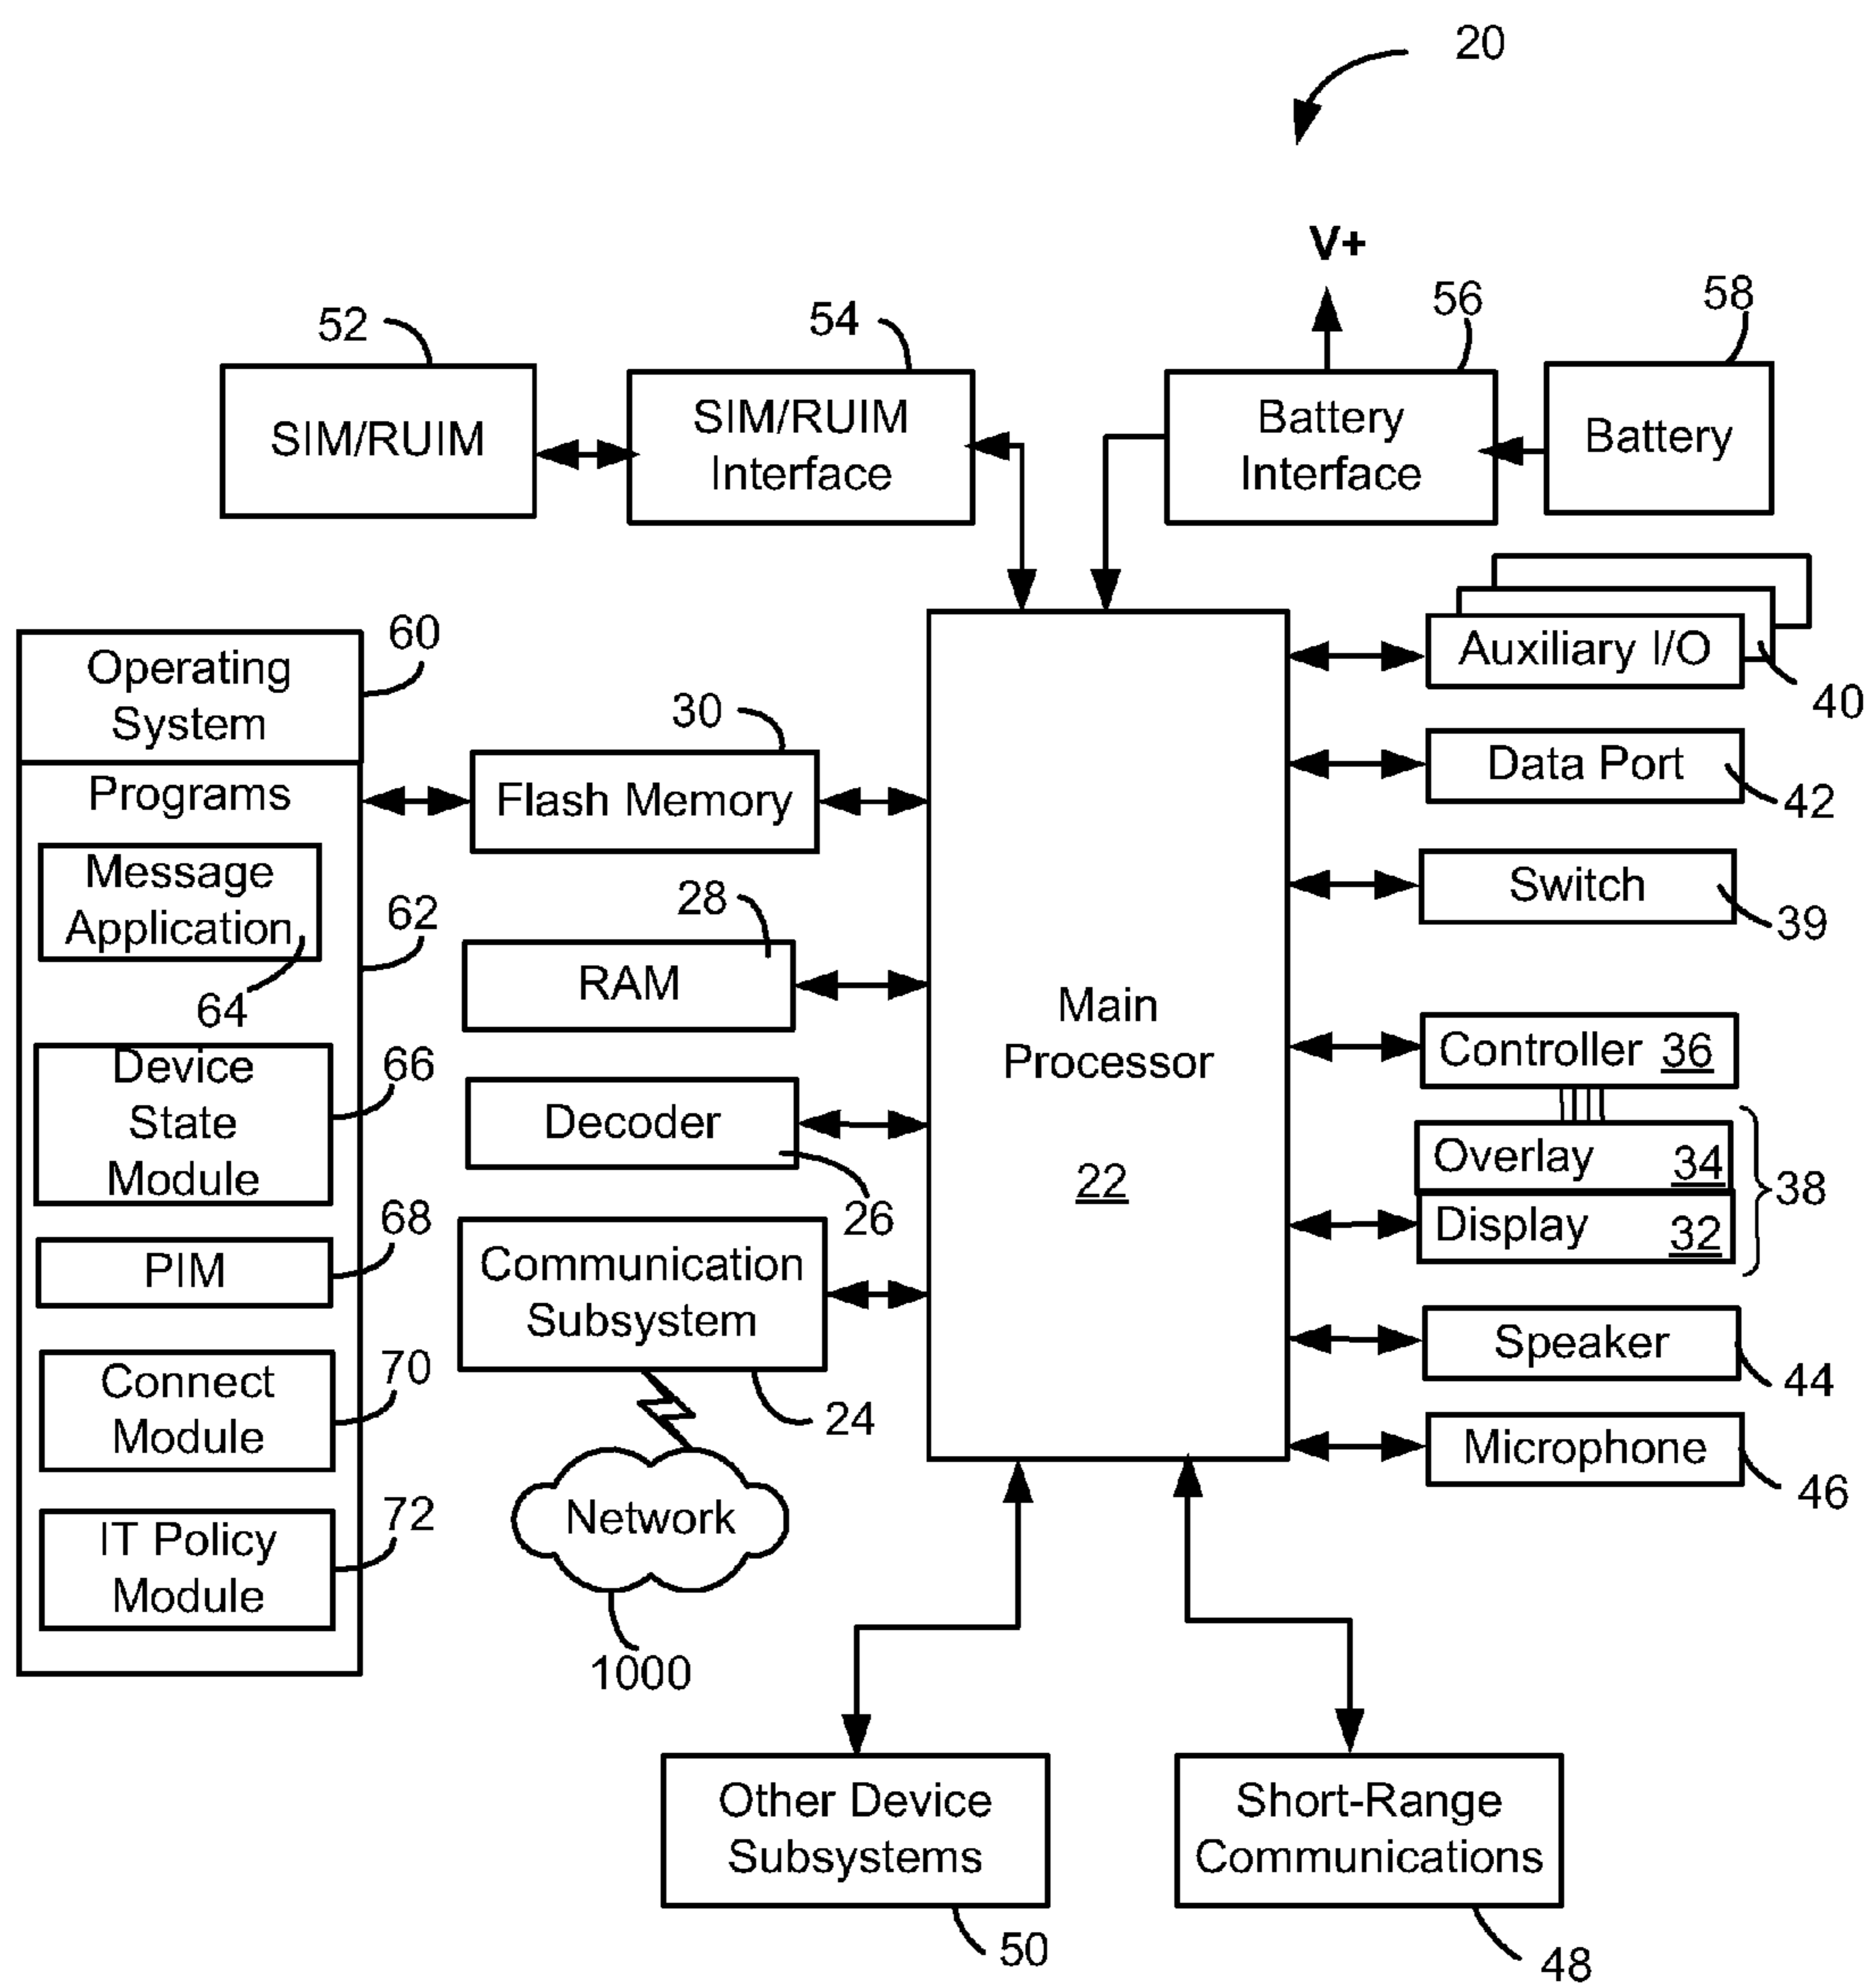 20
V+
52
54
56
58
SIM/RUIM
SIM/RUIM
Interface
Battery
Interface
Battery
Operating
System
60
Programs
Message
Application
64
62
Device
State
Module
66
PIM
68
Connect
Module
70
IT Policy
Module
72
30
Flash Memory
28
RAM
Decoder
26
Communication
Subsystem
24
Network
1000
Main
Processor
22
Auxiliary I/O
40
Data Port
42
Switch
39
Controller 36
Overlay 34
Display 32
38
Speaker
44
Microphone
46
Other Device
Subsystems
50
Short-Range
Communications
48